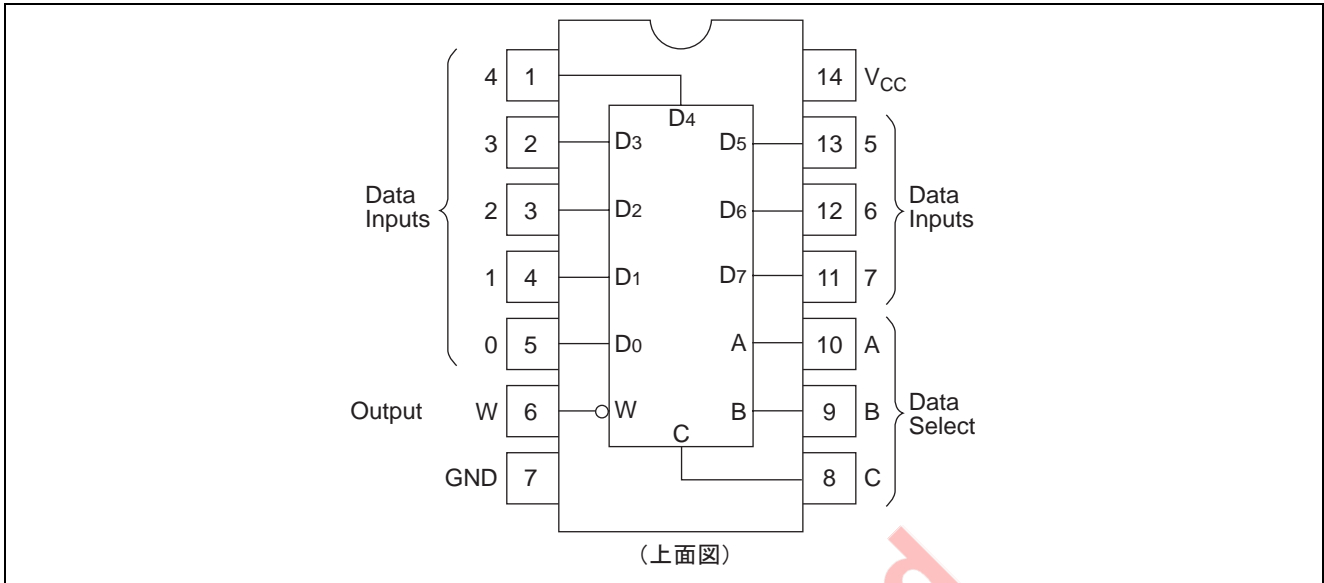 4 1 14 VCC
D4
3 2 D3 D5 13 5
Data Inputs 2 3 D2 D6 12 6 Data Inputs
1 4 D1 D7 11 7
0 5 D0 A 10 A
Output W 6 W B 9 B Data Select
C
GND 7 8 C
(上面図)
d